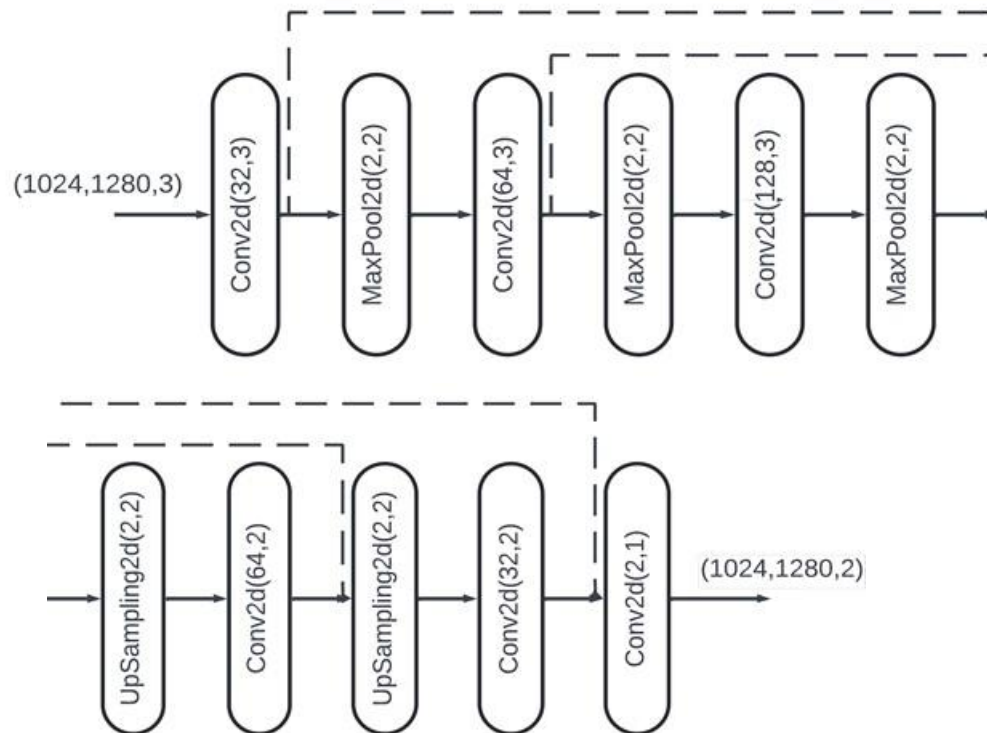 (1024,1280,3)
Conv2d(32,3)
MaxPool2d(2,2)
Conv2d(64,3)
MaxPool2d(2,2)
Conv2d(128,3)
MaxPool2d(2,2)
UpSampling2d(2,2)
Conv2d(64,2)
UpSampling2d(2,2)
Conv2d(32,2)
Conv2d(2,1)
(1024,1280,2)